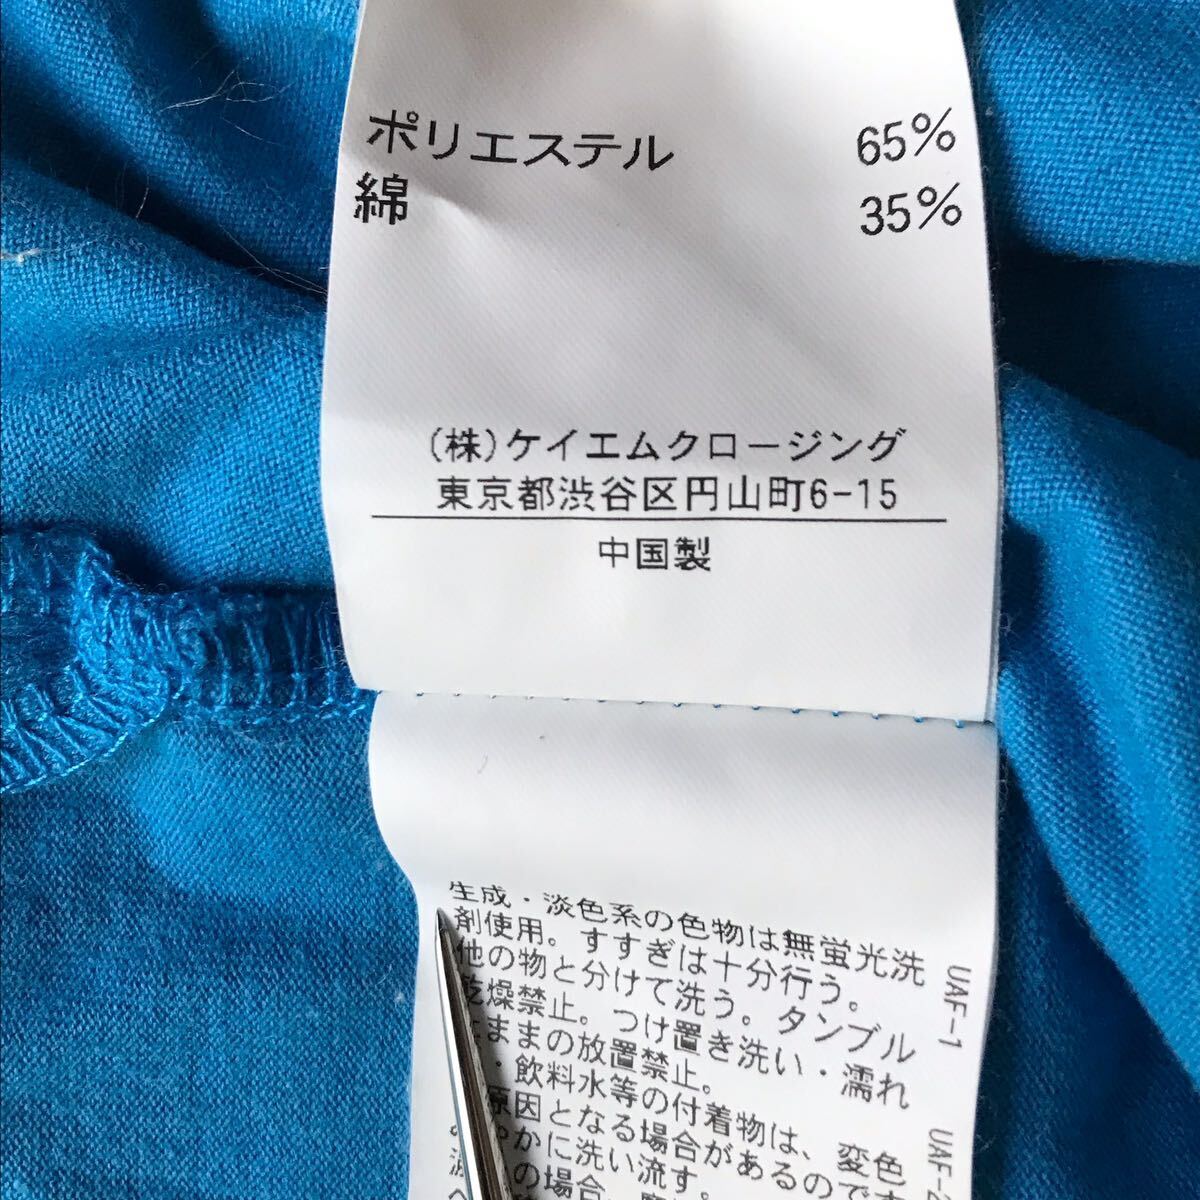 ポリエステル 65%
綿 35%
(株)ケイエムクロージング
東京都渋谷区円山町6-15
中国製
生成・淡色系の色物は無蛍光洗
剤使用。すすぎは十分行う。
他の物と分けて洗う。タンブル
乾燥禁止。つけ置き洗い・濡れ
たままの放置禁止。
・飲料水等の付着物は、変色
原因となる場合があるので
やかに洗い流す。
の場合、
UAF-1
UAF-2